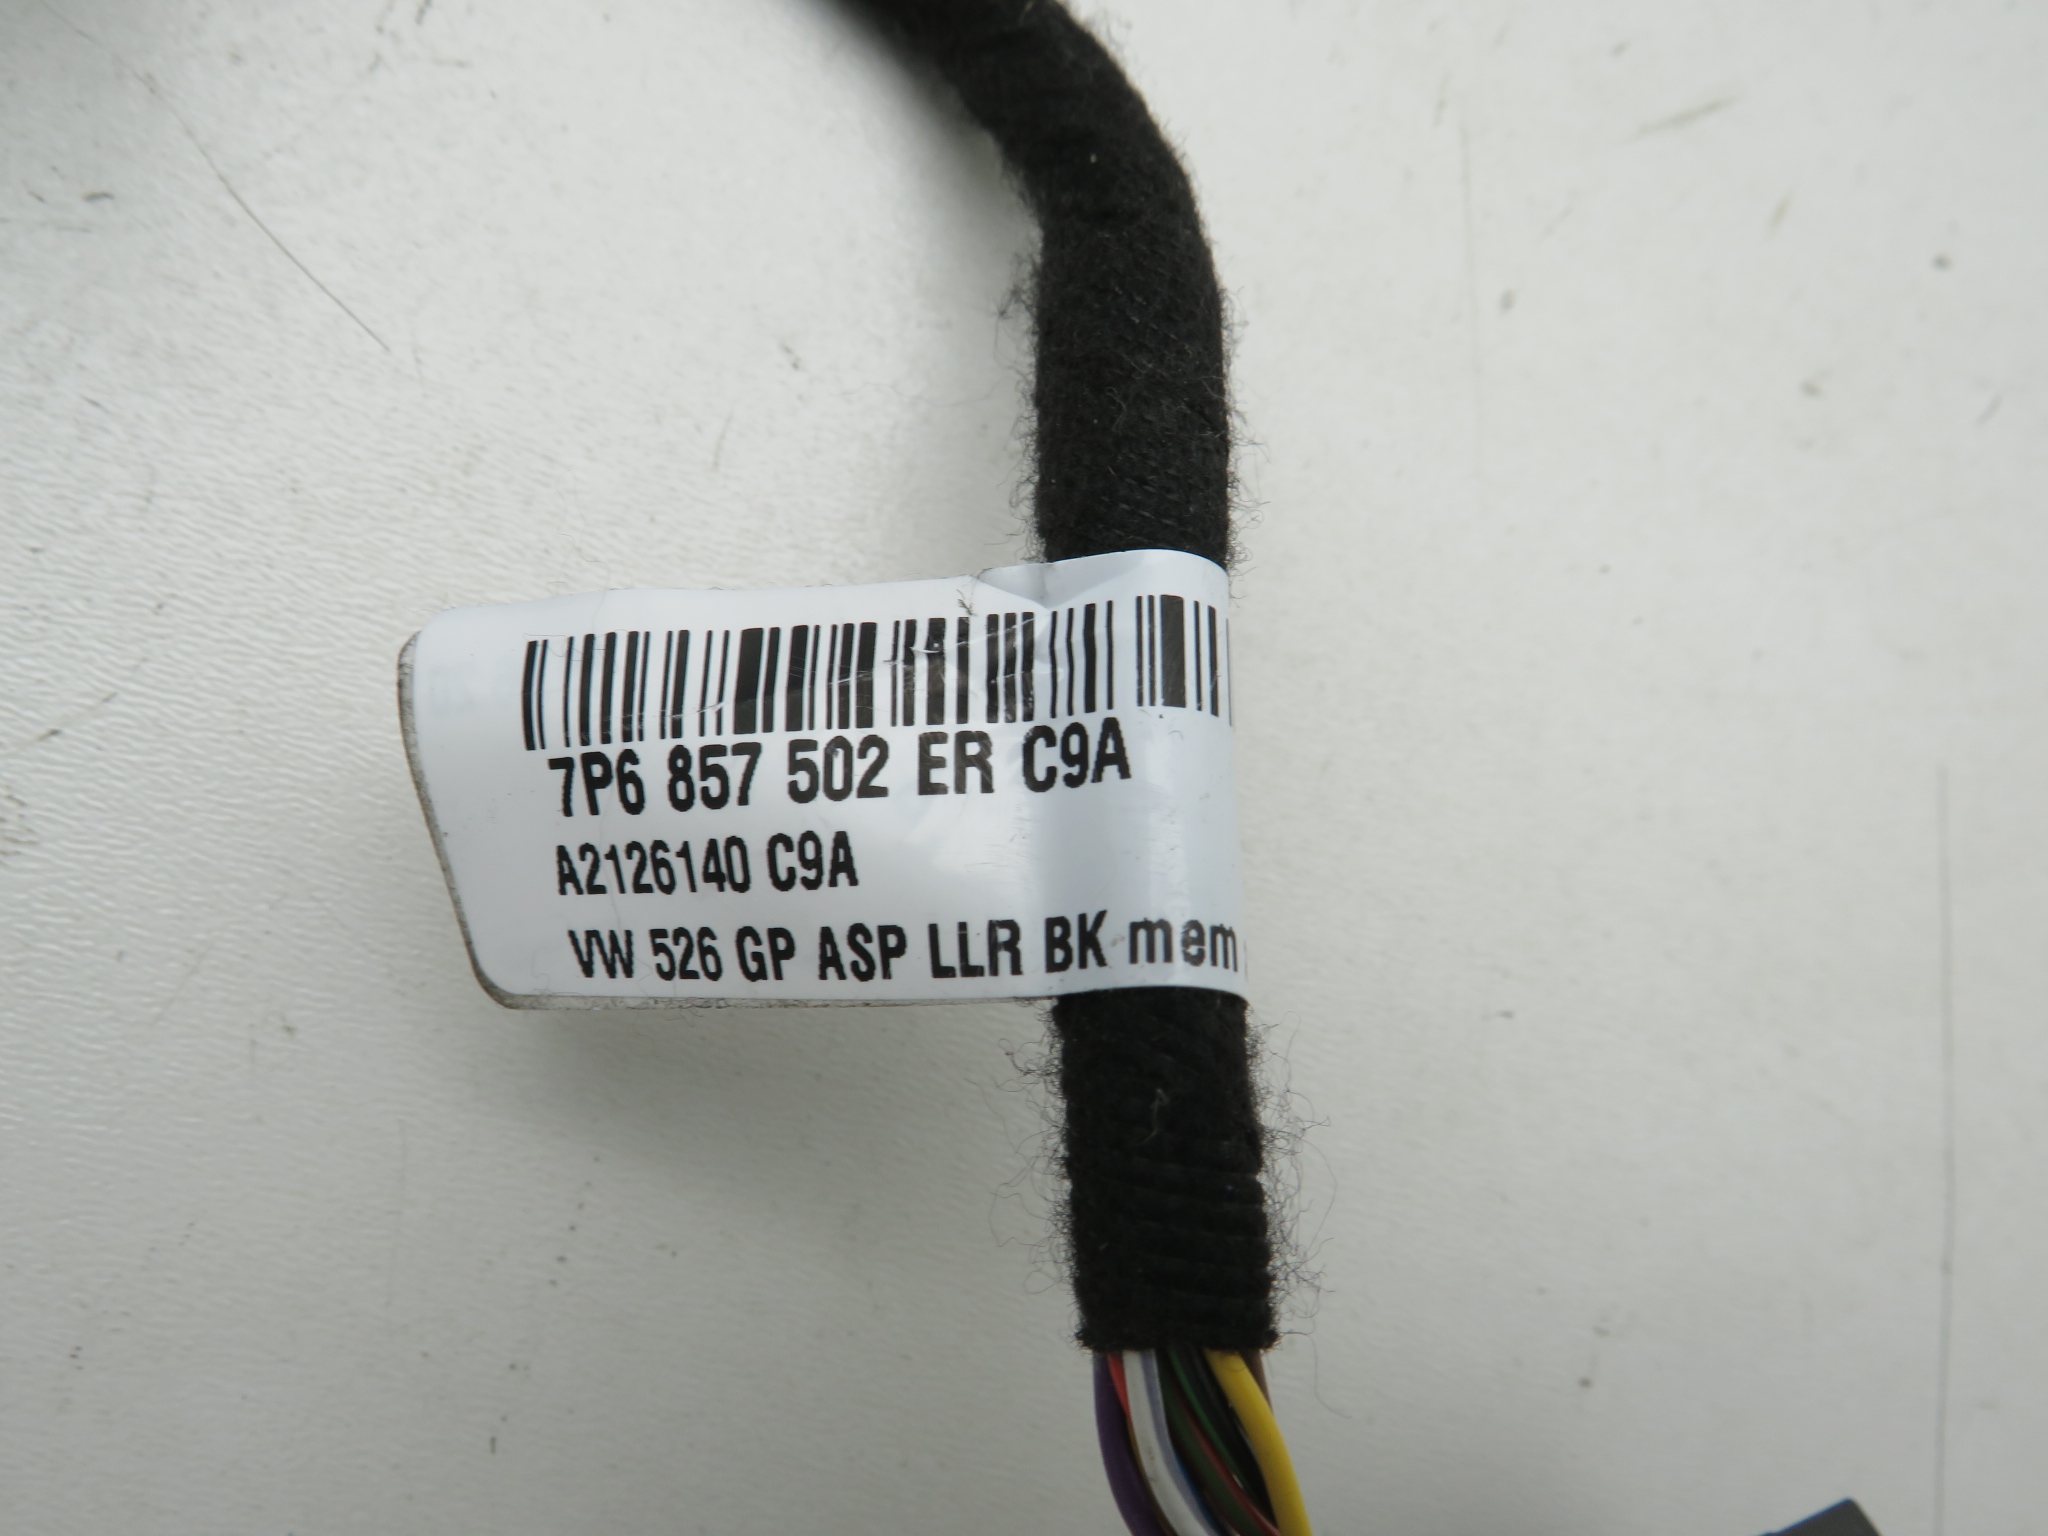 7P6 857 502 ER C9A
A2126140 C9A
VW 526 GP ASP LLR BK mem